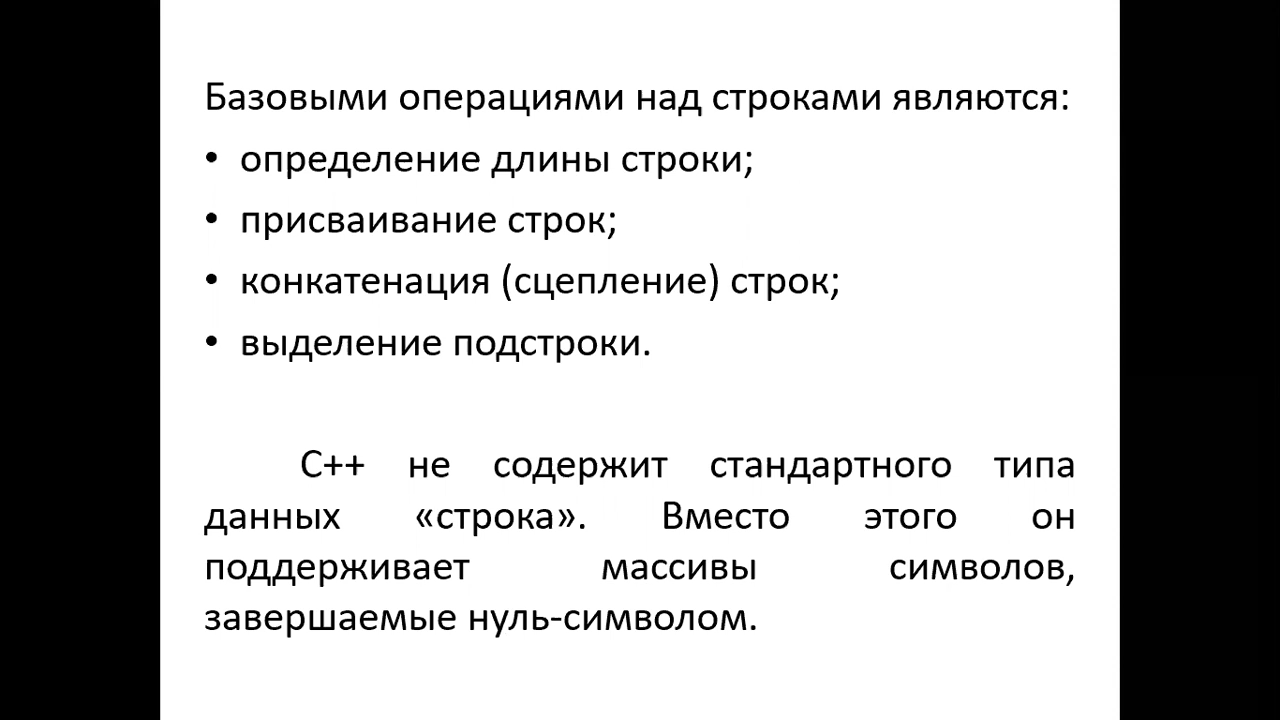 Базовыми операциями над строками являются:
• определение длины строки;
• присваивание строк;
• конкатенация (сцепление) строк;
• выделение подстроки.
C++ не содержит стандартного типа
данных «строка». Вместо этого он
поддерживает массивы символов,
завершаемые нуль-символом.